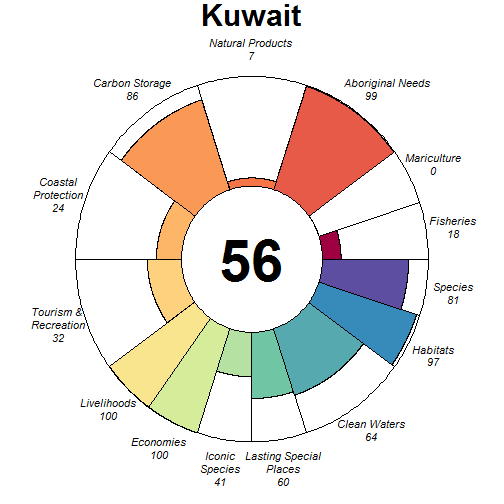 Kuwait
Natural Products
7
Carbon Storage
86
Aboriginal Needs
99
Mariculture
0
Coastal
Protection
24
Fisheries
18
56
Species
81
Tourism &
Recreation
32
Habitats
97
Livelihoods
100
Clean Waters
64
Economies
100
Iconic
Species
41
Lasting Special
Places
60